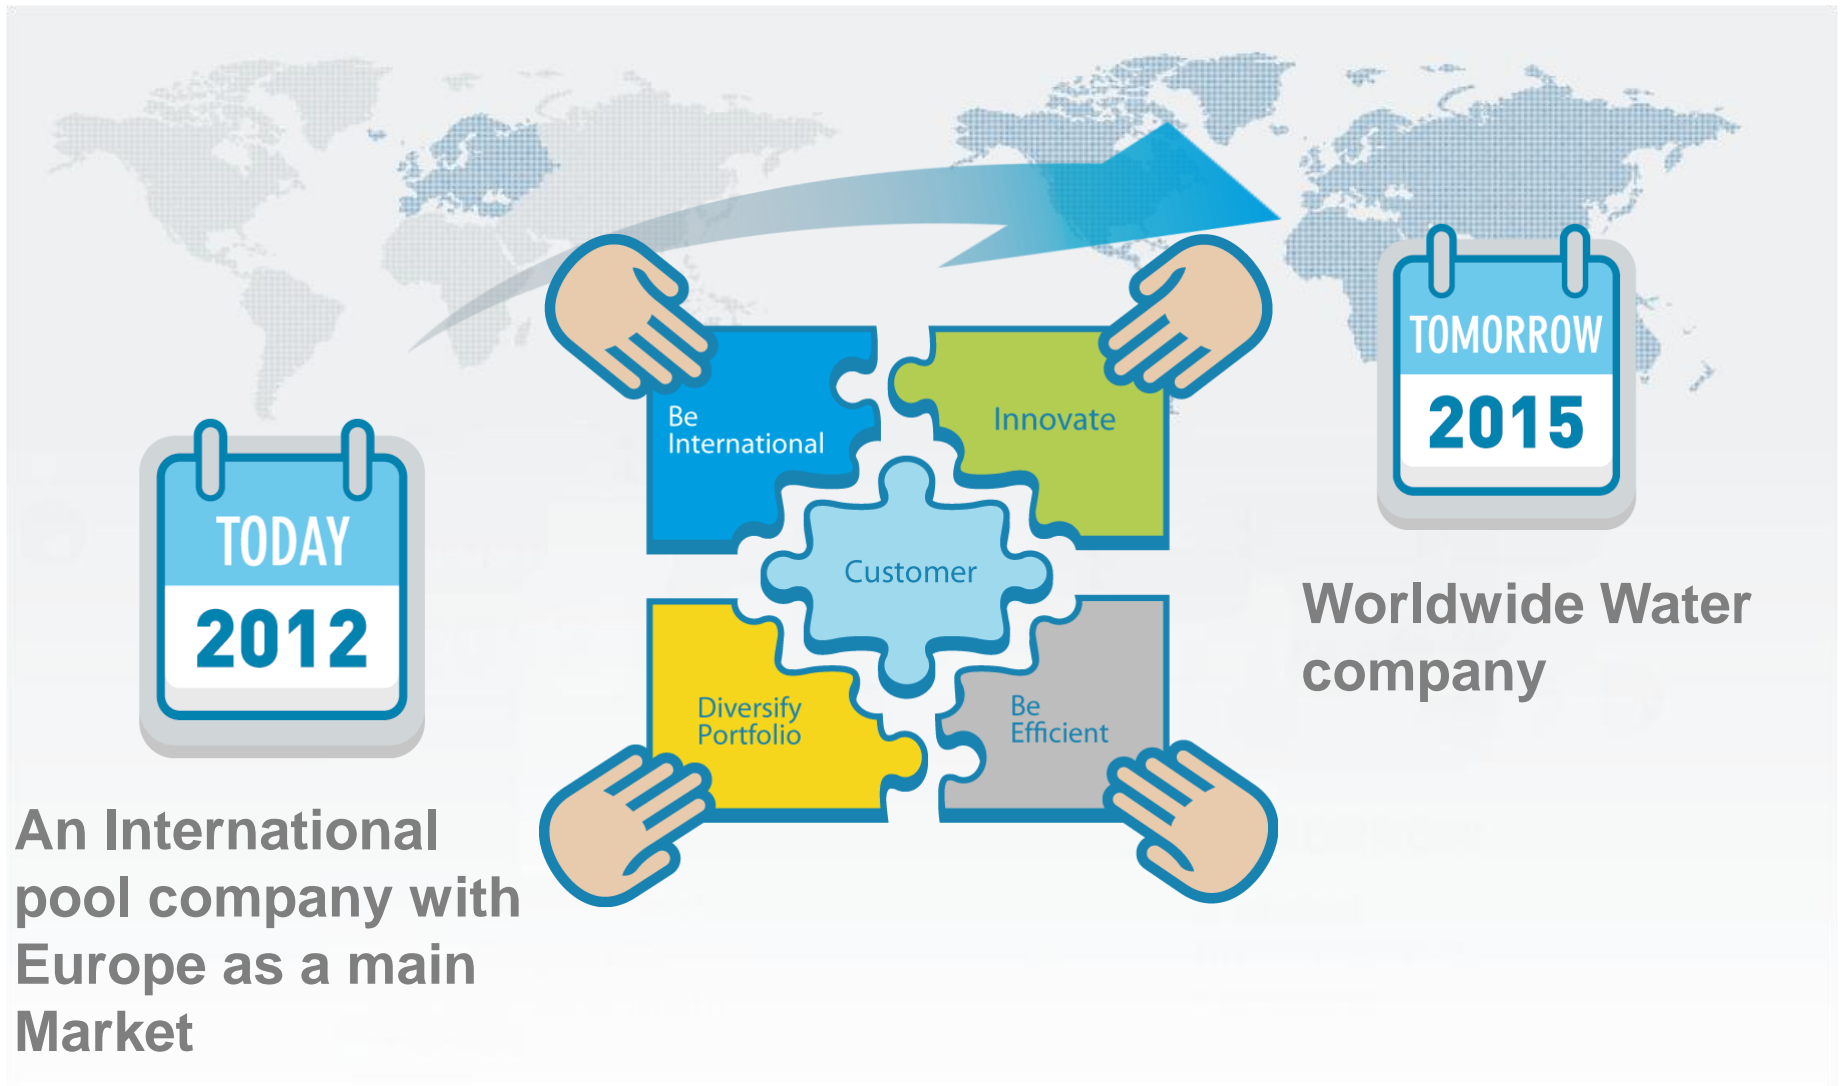 TODAY
2012
An International
pool company with
Europe as a main
Market
Be
International
Innovate
Customer
Diversify
Portfolio
Be
Efficient
TOMORROW
2015
Worldwide Water
company